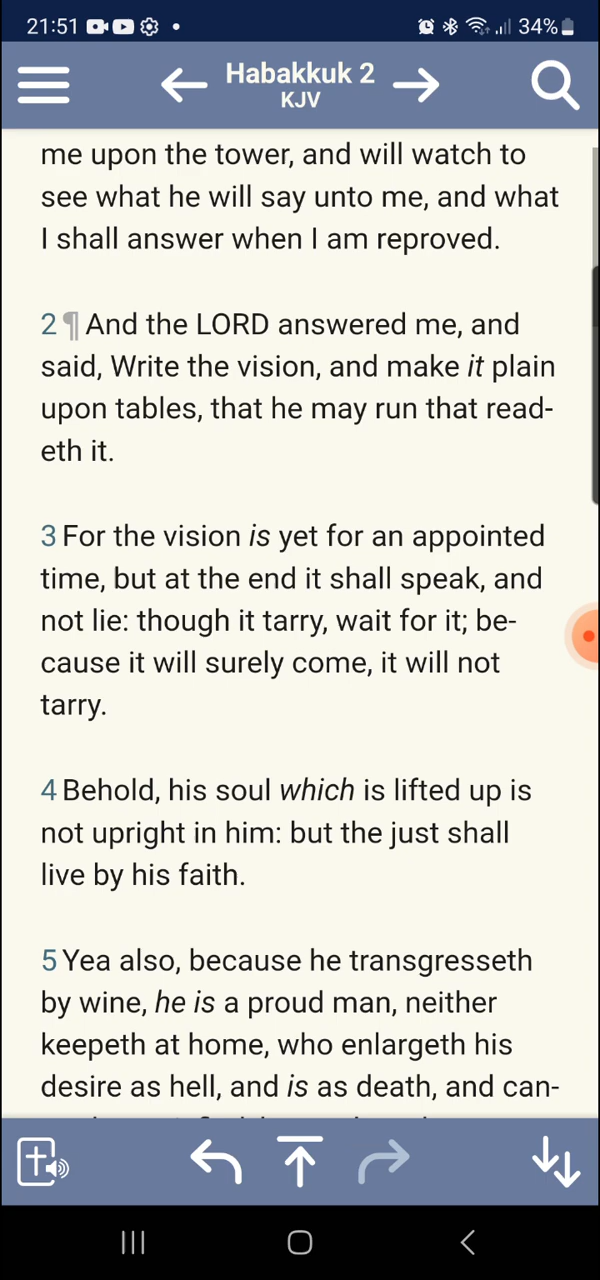 21:51
34%
Habakkuk 2
KJV
me upon the tower, and will watch to
see what he will say unto me, and what
I shall answer when I am reproved.
2 ¶ And the LORD answered me, and
said, Write the vision, and make it plain
upon tables, that he may run that read-
eth it.
3 For the vision is yet for an appointed
time, but at the end it shall speak, and
not lie: though it tarry, wait for it; be-
cause it will surely come, it will not
tarry.
4 Behold, his soul which is lifted up is
not upright in him: but the just shall
live by his faith.
5 Yea also, because he transgresseth
by wine, he is a proud man, neither
keepeth at home, who enlargeth his
desire as hell, and is as death, and can-